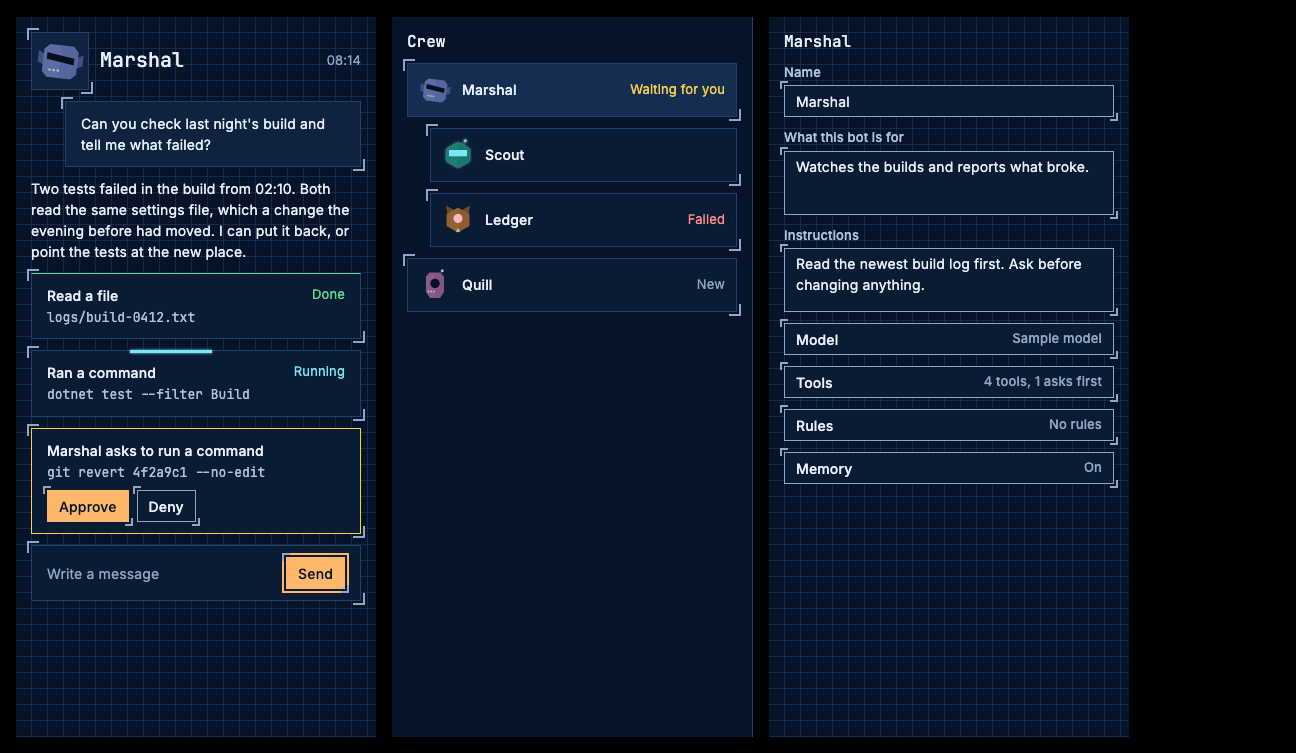 Marshal
08:14
Can you check last night's build and
tell me what failed?
Two tests failed in the build from 02:10. Both
read the same settings file, which a change the
evening before had moved. I can put it back, or
point the tests at the new place.
Read a file
Done
logs/build-0412.txt
Ran a command
Running
dotnet test --filter Build
Marshal asks to run a command
git revert 4f2a9c1 --no-edit
Approve
Deny
Write a message
Send
Crew
Marshal
Waiting for you
Scout
Ledger
Failed
Quill
New
Marshal
Name
Marshal
What this bot is for
Watches the builds and reports what broke.
Instructions
Read the newest build log first. Ask before
changing anything.
Model
Sample model
Tools
4 tools, 1 asks first
Rules
No rules
Memory
On